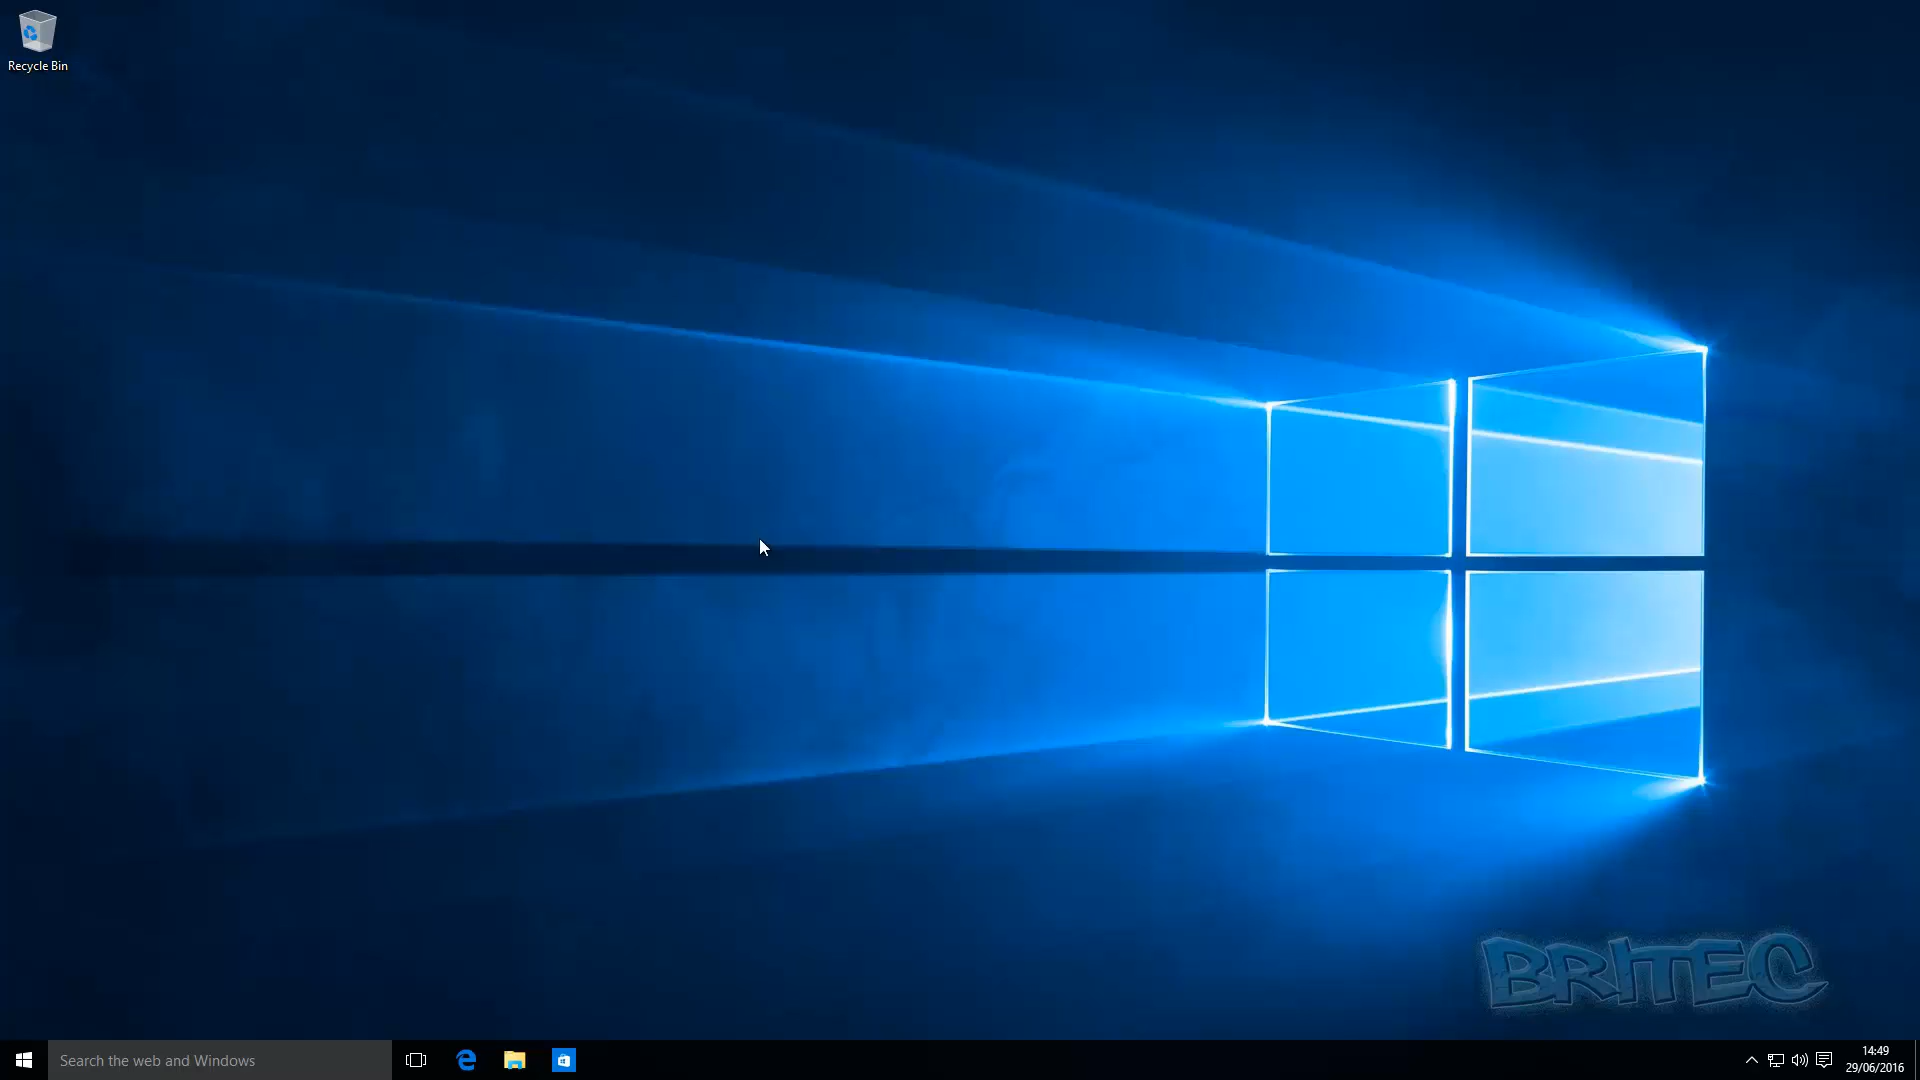 Recycle Bin
BRITEC
Search the web and Windows
14:49
29/06/2016